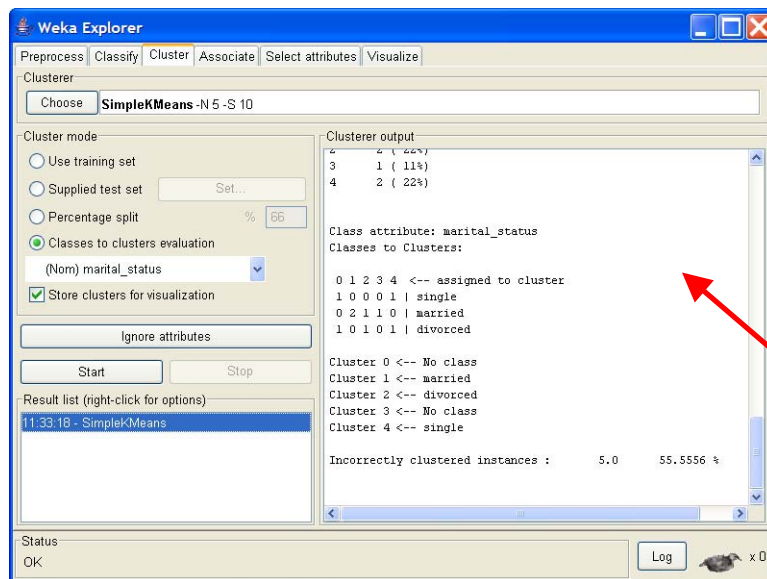 Weka Explorer
Preprocess Classify Cluster Associate Select attributes Visualize
Clusterer
Choose SimpleKMeans -N 5 -S 10
Cluster mode
Use training set
Supplied test set Set...
Percentage split % 66
Classes to clusters evaluation
(Nom) marital_status
Store clusters for visualization
Ignore attributes
Start Stop
Result list (right-click for options)
11:33:18 - SimpleKMeans
Clusterer output
2 2 ( 22%)
3 1 ( 11%)
4 2 ( 22%)
Class attribute: marital_status
Classes to Clusters:
0 1 2 3 4 <-- assigned to cluster
1 0 0 0 1 | single
0 2 1 1 0 | married
1 0 1 0 1 | divorced
Cluster 0 <-- No class
Cluster 1 <-- married
Cluster 2 <-- divorced
Cluster 3 <-- No class
Cluster 4 <-- single
Incorrectly clustered instances : 5.0 55.5556 %
Status
OK
Log x 0